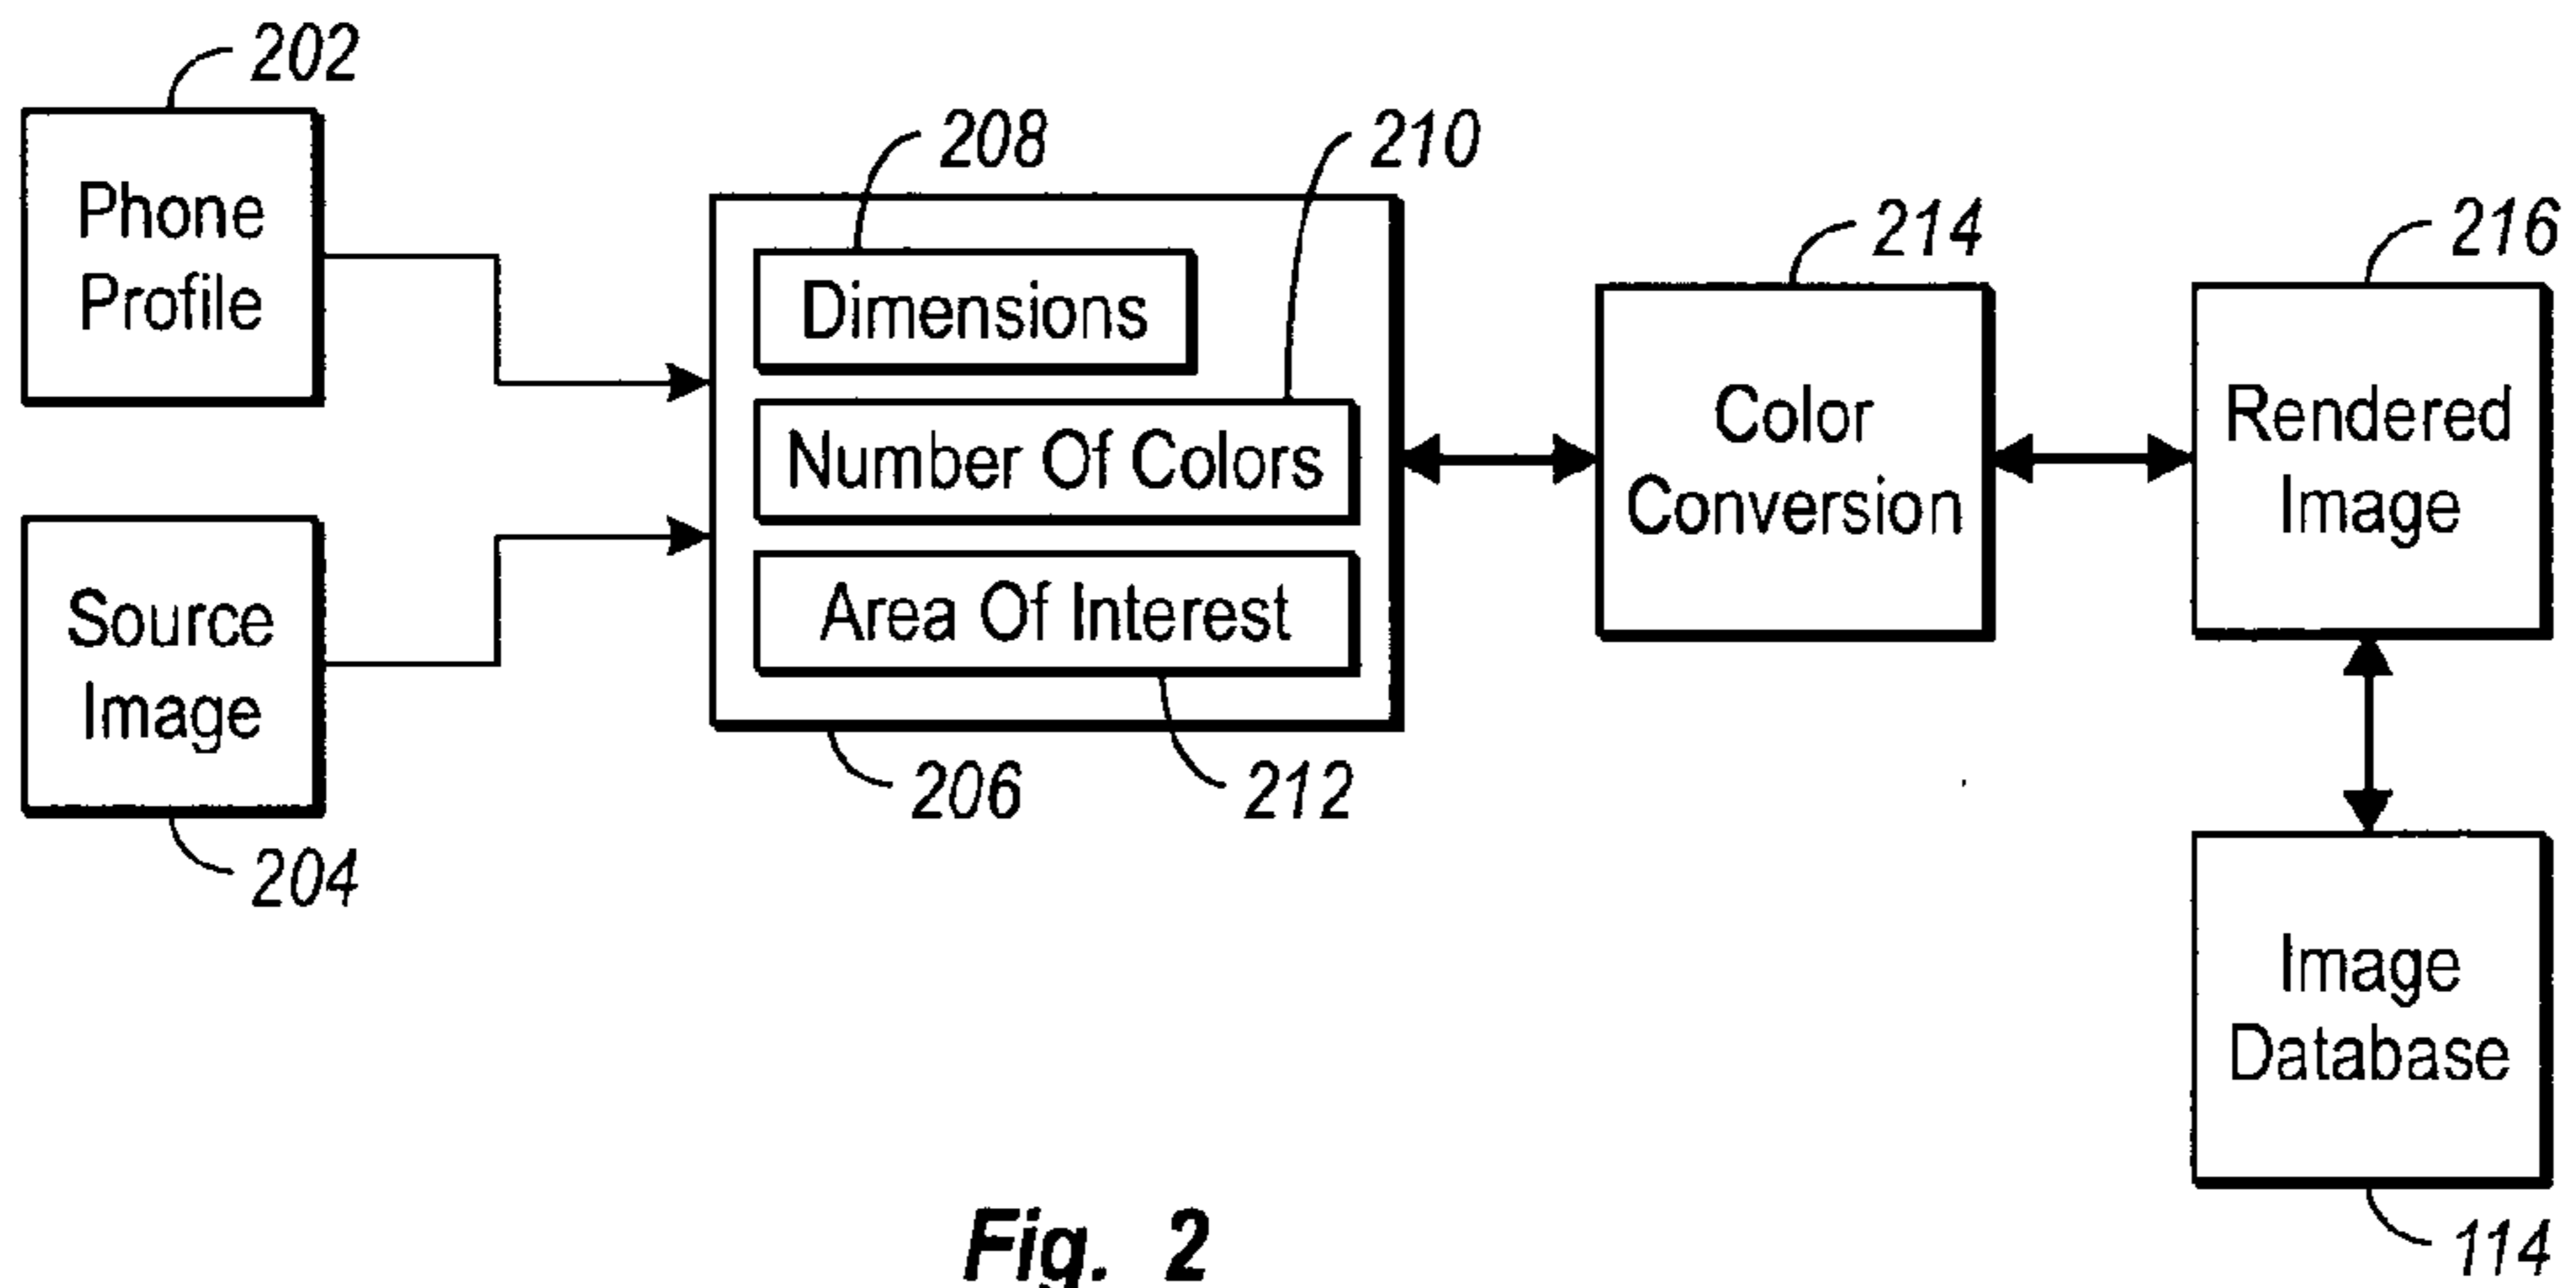 202
Phone
Profile
Source
Image
204
208
210
Dimensions
Number Of Colors
Area Of Interest
206
212
214
Color
Conversion
216
Rendered
Image
Image
Database
114
Fig. 2